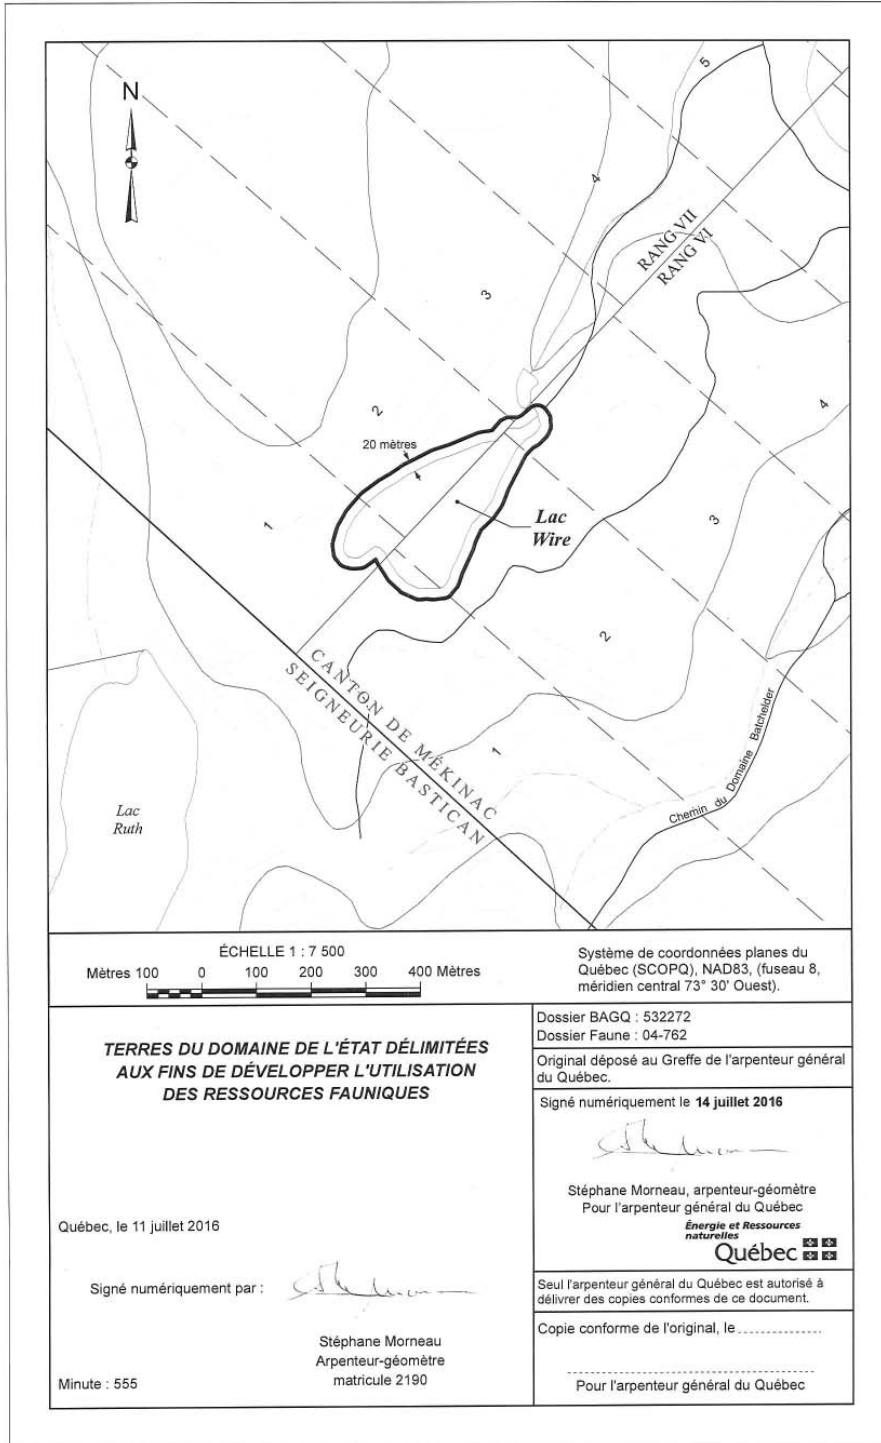 N
5
4
RANG VII
RANG VI
3
2
4
20 mètres
1
Lac
Wire
3
2
CANTON DE MÉKINAC
SEIGNEURIE BASTICAN
1
Chemin du Domaine Batchelder
Lac
Ruth
ÉCHELLE 1 : 7 500
Mètres 100 0 100 200 300 400 Mètres
Système de coordonnées planes du
Québec (SCOPQ), NAD83, (fuseau 8,
méridien central 73° 30' Ouest).
TERRES DU DOMAINE DE L'ÉTAT DÉLIMITÉES
AUX FINS DE DÉVELOPPER L'UTILISATION
DES RESSOURCES FAUNIQUES
Québec, le 11 juillet 2016
Signé numériquement par :
Stéphane Morneau
Arpenteur-géomètre
matricule 2190
Minute : 555
Dossier BAGQ : 532272
Dossier Faune : 04-762
Original déposé au Greffe de l'arpenteur général
du Québec.
Signé numériquement le 14 juillet 2016
Stéphane Morneau, arpenteur-géomètre
Pour l'arpenteur général du Québec
Énergie et Ressources
naturelles
Québec
Seul l'arpenteur général du Québec est autorisé à
délivrer des copies conformes de ce document.
Copie conforme de l'original, le
Pour l'arpenteur général du Québec